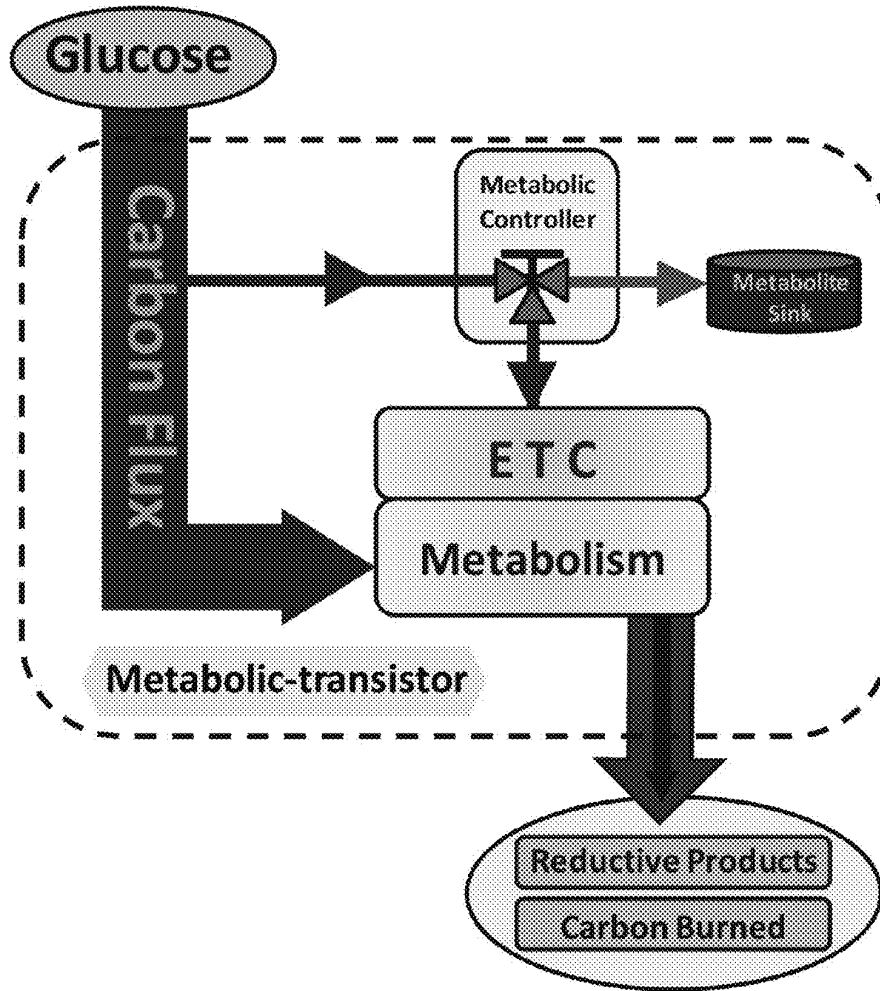 Glucose
Carbon Flux
Metabolic
Controller
Metabolite
Sink
E T C
Metabolism
Metabolic-transistor
Reductive Products
Carbon Burned